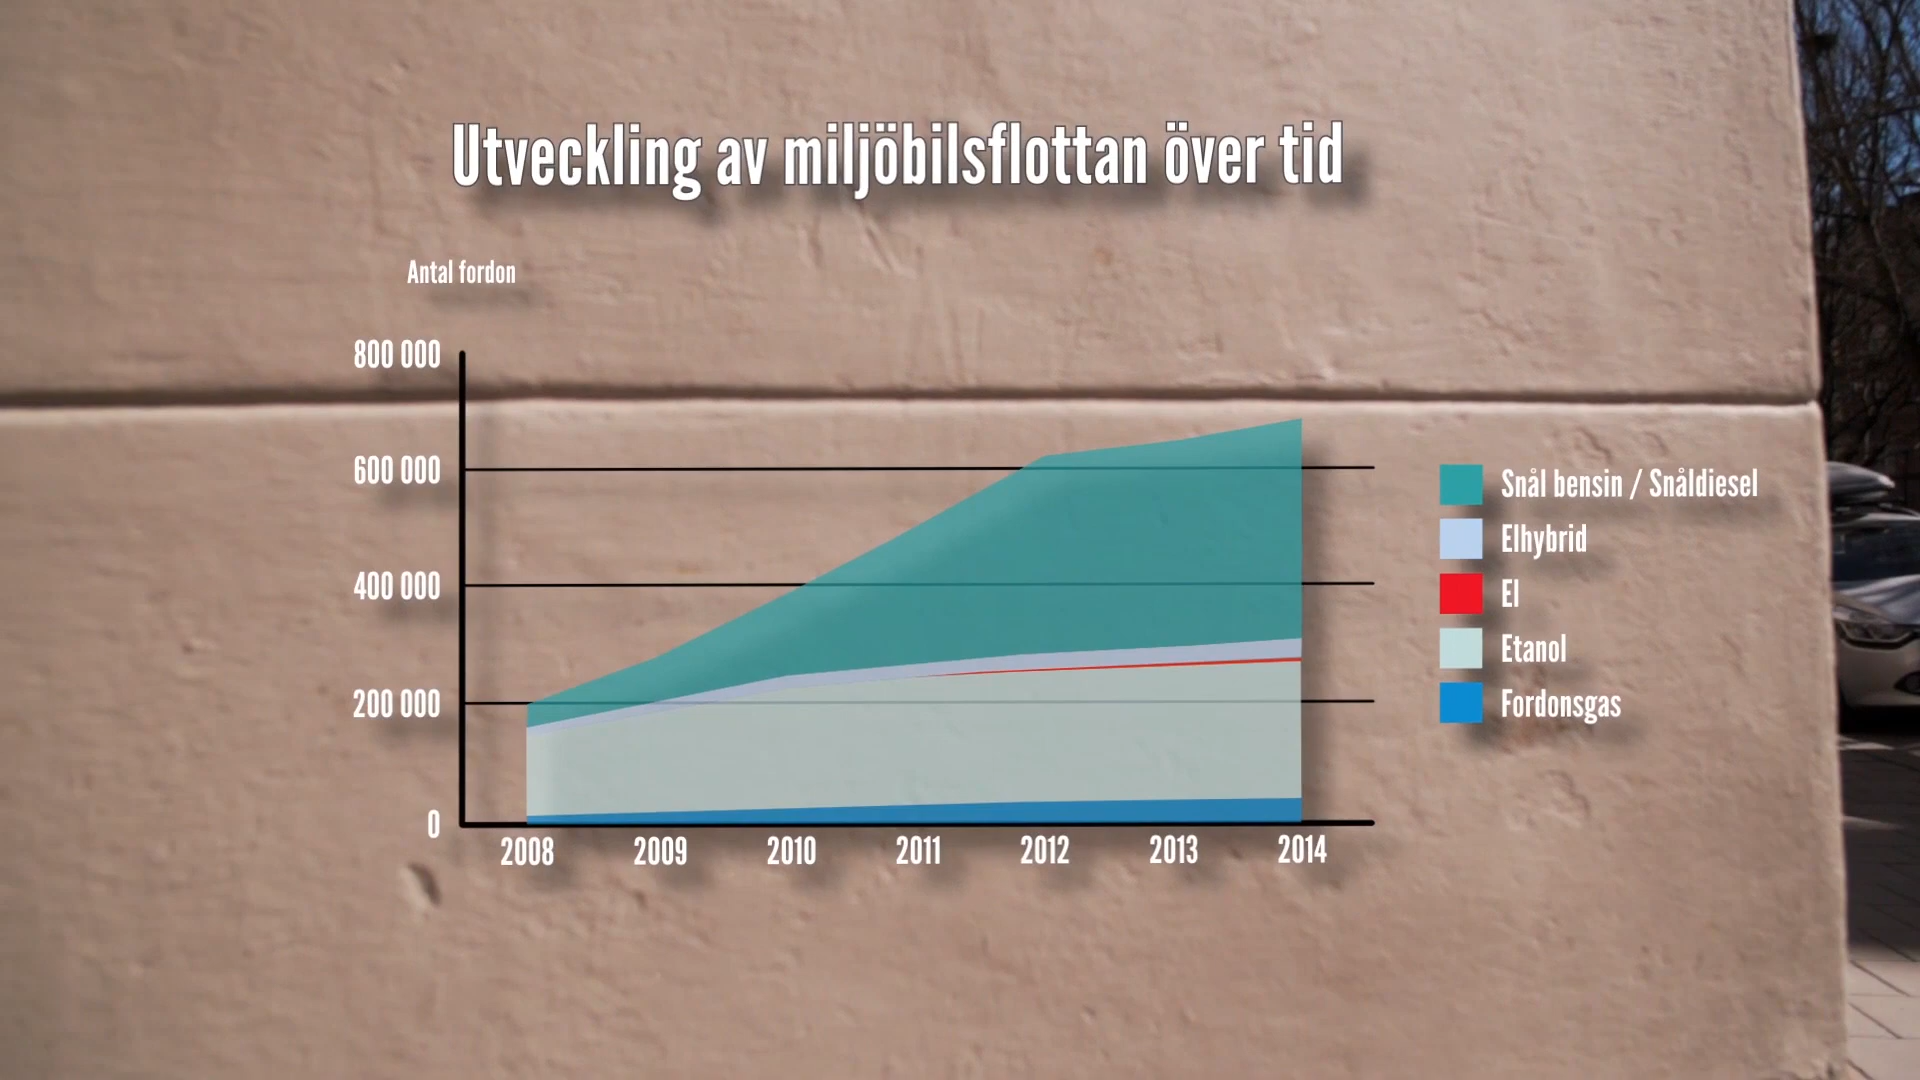 Utveckling av miljöbilsflottan över tid
Antal fordon
800 000
600 000
400 000
200 000
0
2008 2009 2010 2011 2012 2013 2014
Snål bensin / Snåldiesel
Elhybrid
El
Etanol
Fordonsgas